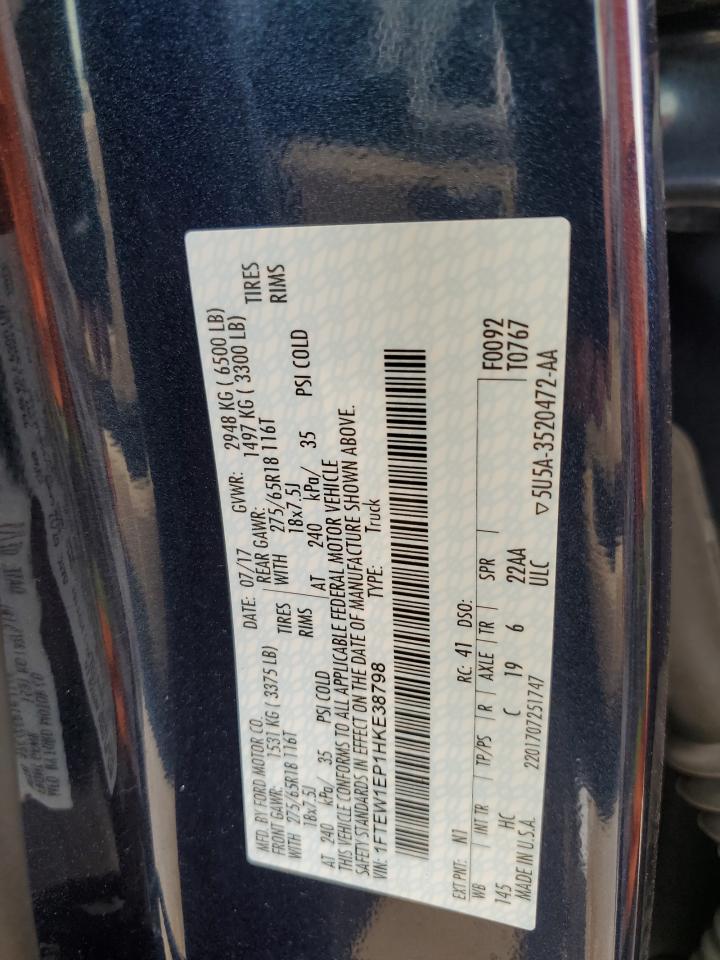 MFD. BY FORD MOTOR CO. DATE: 07/17 GVWR: 2948 KG ( 6500 LB)
FRONT GAWR: 1531 KG ( 3375 LB) REAR GAWR: 1497 KG ( 3300 LB)
WITH 275/65R18 116T TIRES WITH 275/65R18 116T TIRES
18x7.5J RIMS 18x7.5J RIMS
AT 240 kPa/ 35 PSI COLD AT 240 kPa/ 35 PSI COLD
THIS VEHICLE CONFORMS TO ALL APPLICABLE FEDERAL MOTOR VEHICLE
SAFETY STANDARDS IN EFFECT ON THE DATE OF MANUFACTURE SHOWN ABOVE.
VIN: 1FTEW1EP1HKE38798 TYPE: Truck
EXT PNT: N1 RC: 41 DSO:
WB INT TR TP/PS R AXLE TR SPR F0092
145 HC C 19 6 22AA T0767
MADE IN U.S.A. 2201707251747 ULC ▽5U5A-3520472-AA